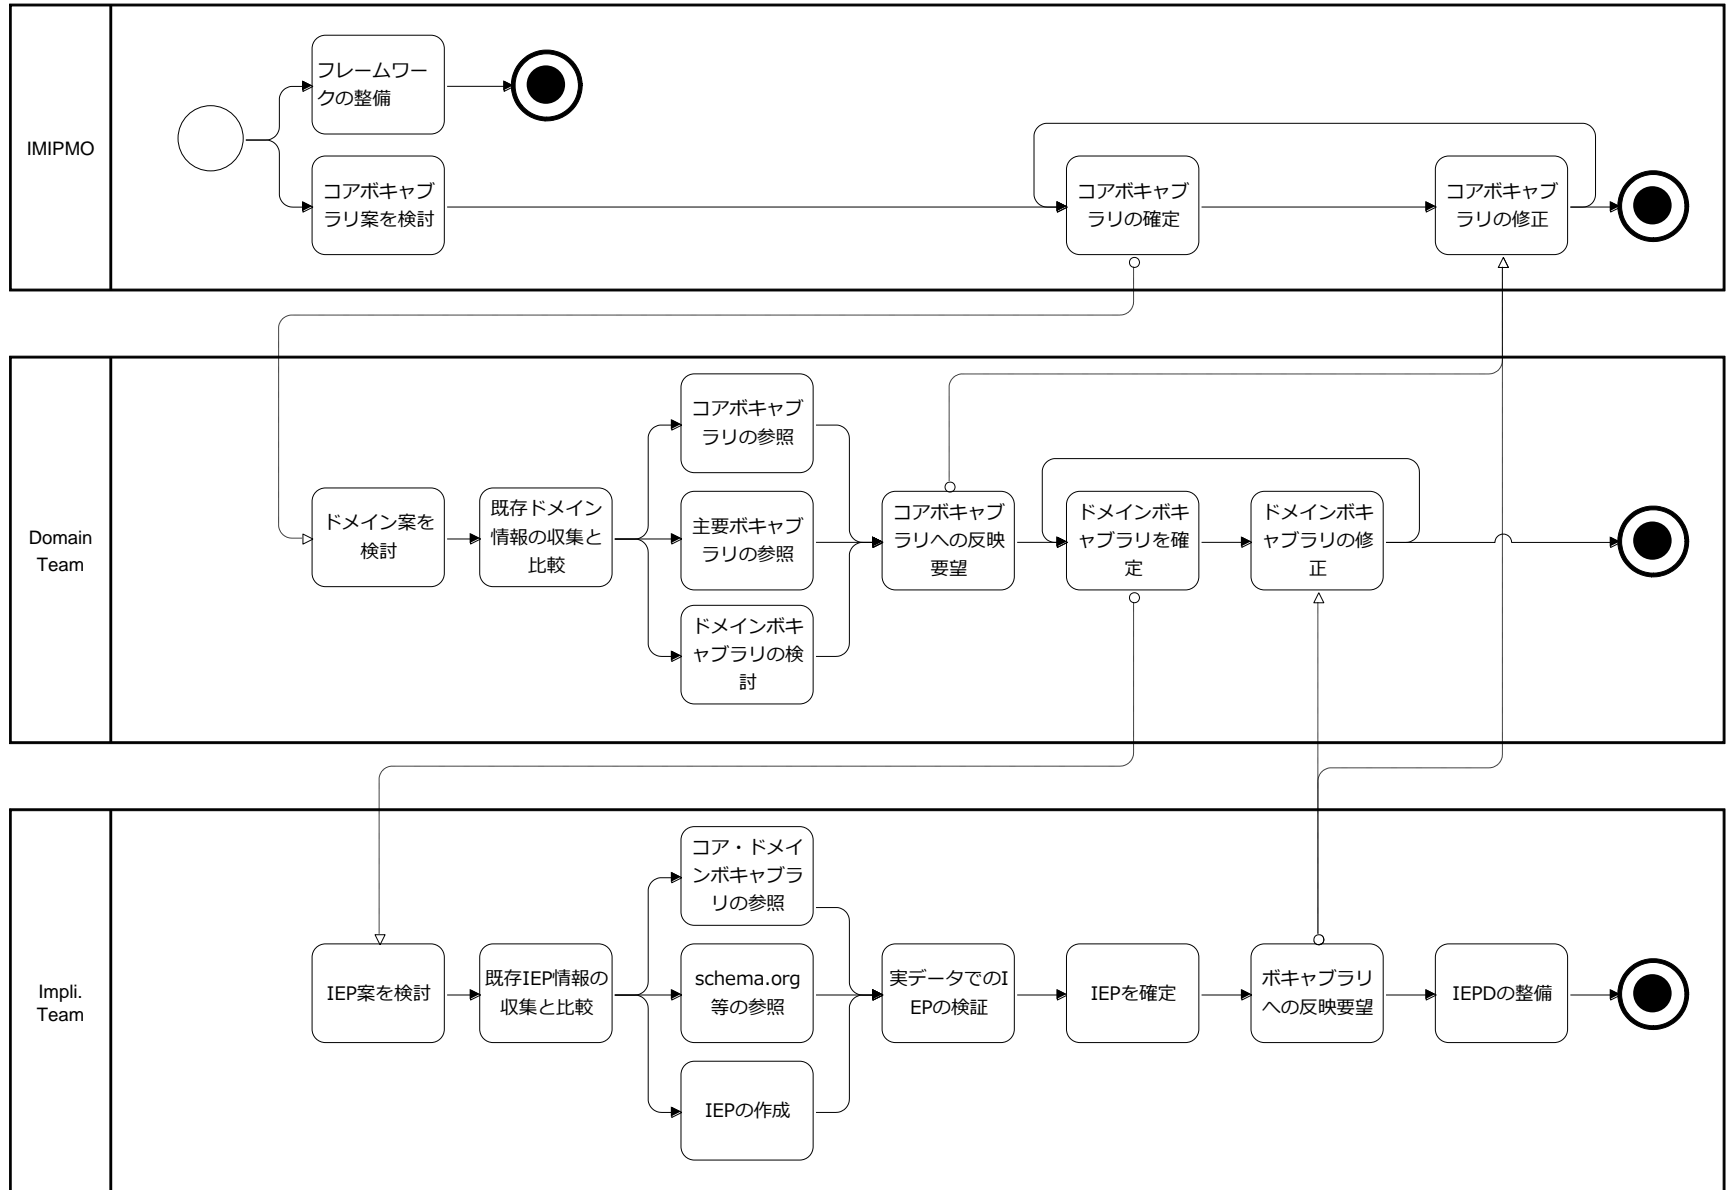 IMIPMO
フレームワー
クの整備
コアボキャブ
ラリ案を検討
コアボキャブ
ラリの確定
コアボキャブ
ラリの修正
Domain
Team
ドメイン案を
検討
既存ドメイン
情報の収集と
比較
コアボキャブ
ラリの参照
主要ボキャブ
ラリの参照
ドメインボキ
ャブラリの検
討
コアボキャブ
ラリへの反映
要望
ドメインボキ
ャブラリを確
定
ドメインボキ
ャブラリの修
正
Impli.
Team
IEP案を検討
既存IEP情報の
収集と比較
コア・ドメイ
ンボキャブラ
リの参照
schema.org
等の参照
IEPの作成
実データでのI
EPの検証
IEPを確定
ボキャブラリ
への反映要望
IEPDの整備